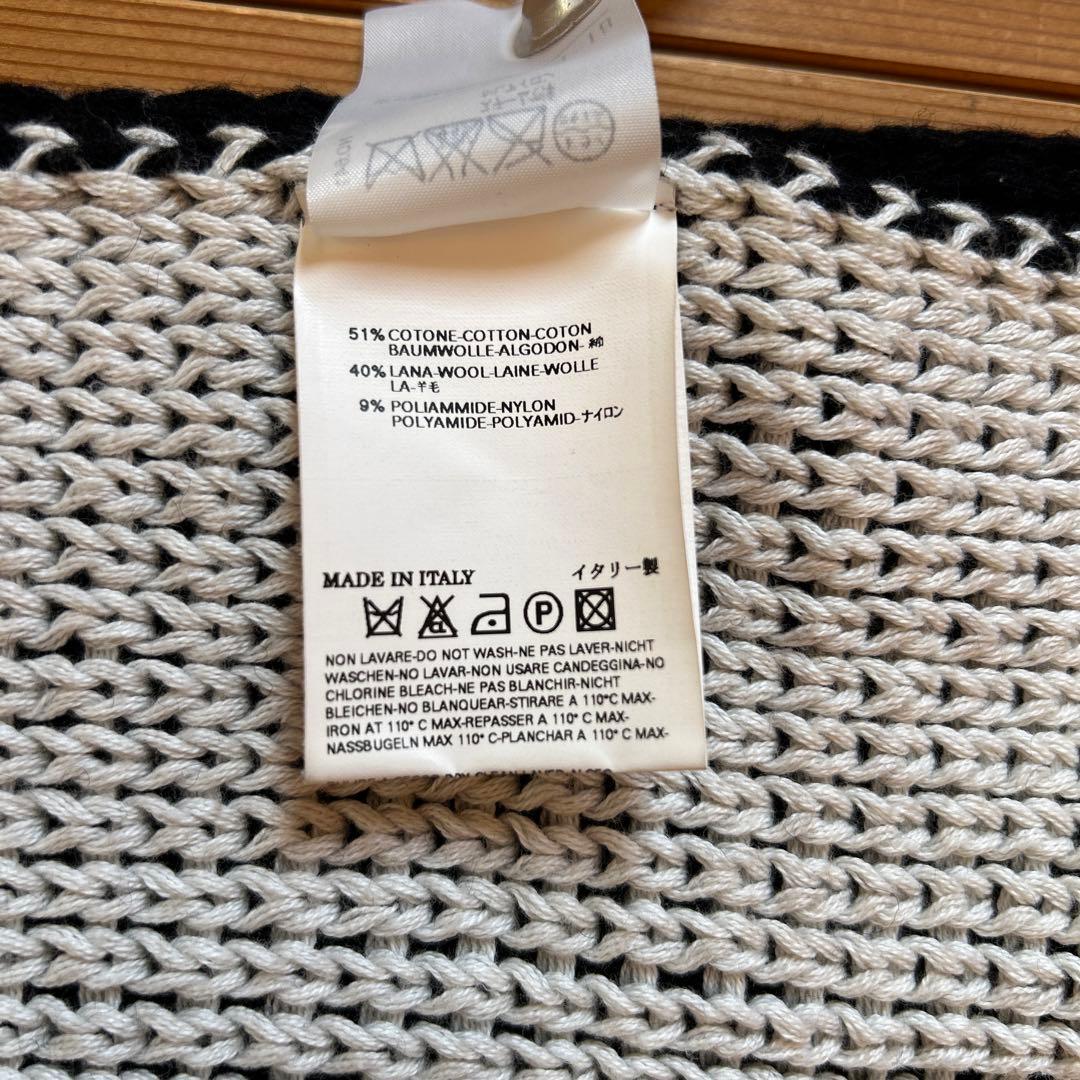 51% COTONE-COTTON-COTON
BAUMWOLLE-ALGODON- 綿
40% LANA-WOOL-LAINE-WOLLE
LA-羊毛
9% POLIAMMIDE-NYLON
POLYAMIDE-POLYAMID-ナイロン
MADE IN ITALY イタリー製
P
NON LAVARE-DO NOT WASH-NE PAS LAVER-NICHT
WASCHEN-NO LAVAR-NON USARE CANDEGGINA-NO
CHLORINE BLEACH-NE PAS BLANCHIR-NICHT
BLEICHEN-NO BLANQUEAR-STIRARE A 110°C MAX-
IRON AT 110° C MAX-REPASSER A 110° C MAX-
NASSBUGELN MAX 110° C-PLANCHAR A 110° C MAX-